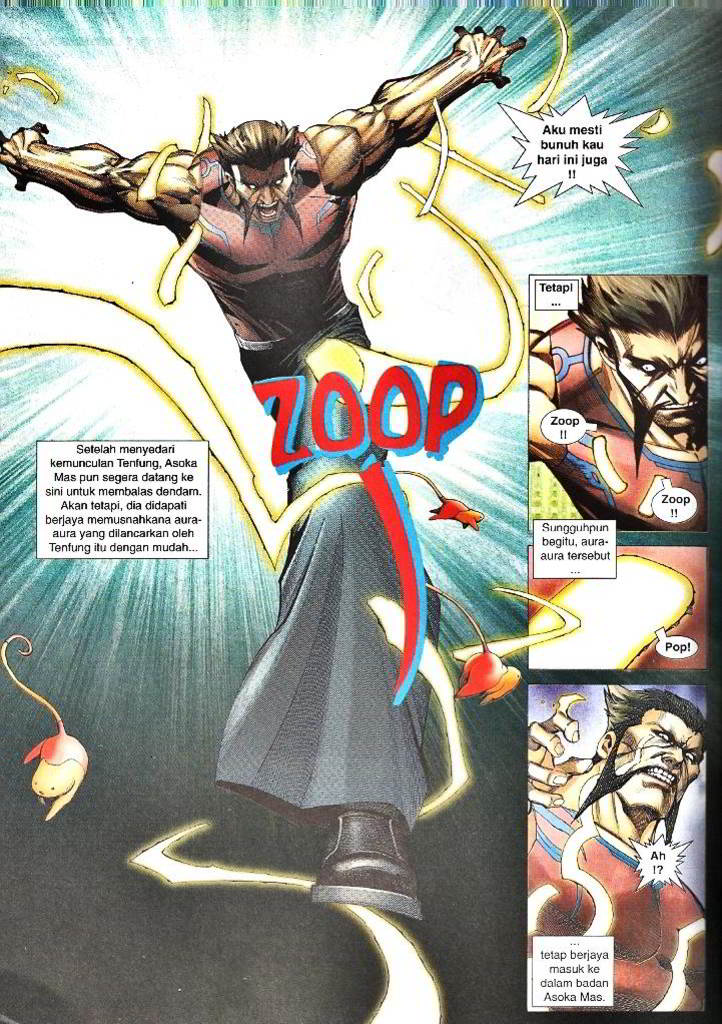 Aku mesti
bunuh kau
hari ini juga
!!
ZOOP
!
Setelah menyedari
kemunculan Tenfung, Asoka
Mas pun segera datang ke
sini untuk membalas dendam.
Akan tetapi, dia didapati
berjaya memusnahkana aura-
aura yang dilancarkan oleh
Tenfung itu dengan mudah...
Tetapi
...
Zoop
!!
Zoop
!!
Sungguhpun
begitu, aura-
aura tersebut
...
Pop!
Ah
!?
...
tetap berjaya
masuk ke
dalam badan
Asoka Mas.